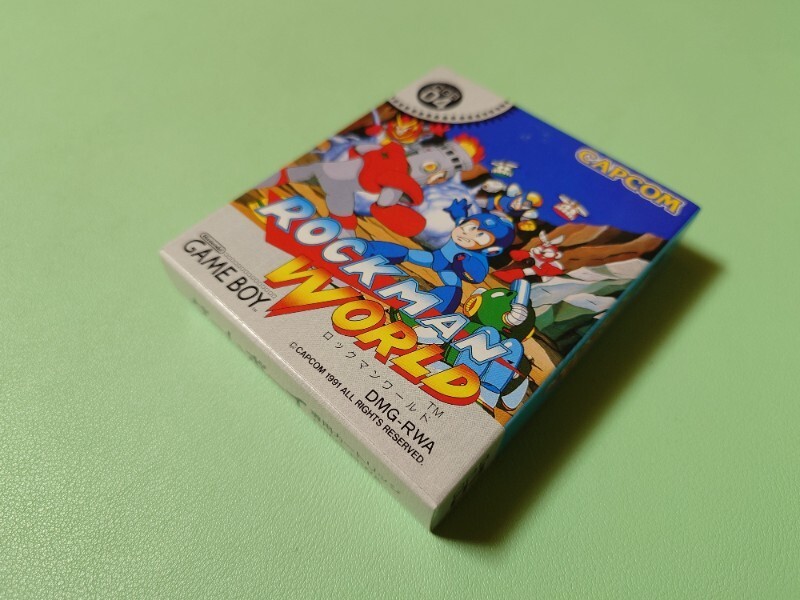 CAPCOM
ROCKMAN
WORLD
TM
ロックマンワールド
Nintendo
GAME BOY
DMG-RWA
©CAPCOM 1991 ALL RIGHTS RESERVED.